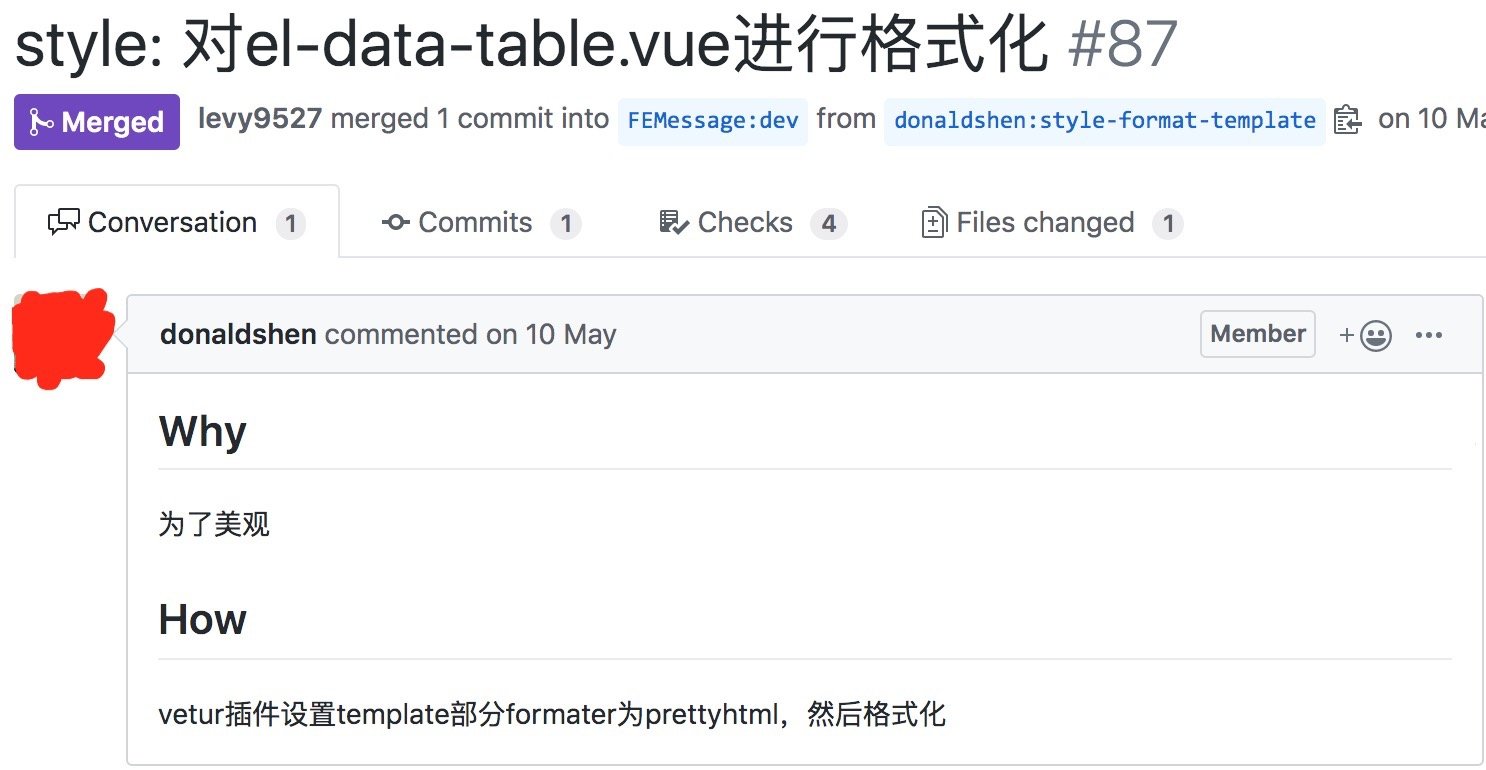 style: 对el-data-table.vue进行格式化 #87
Merged levy9527 merged 1 commit into FEMessage:dev from donaldshen:style-format-template on 10
Conversation 1 Commits 1 Checks 4 Files changed 1
donaldshen commented on 10 May Member
Why
为了美观
How
vetur插件设置template部分formater为prettyhtml，然后格式化